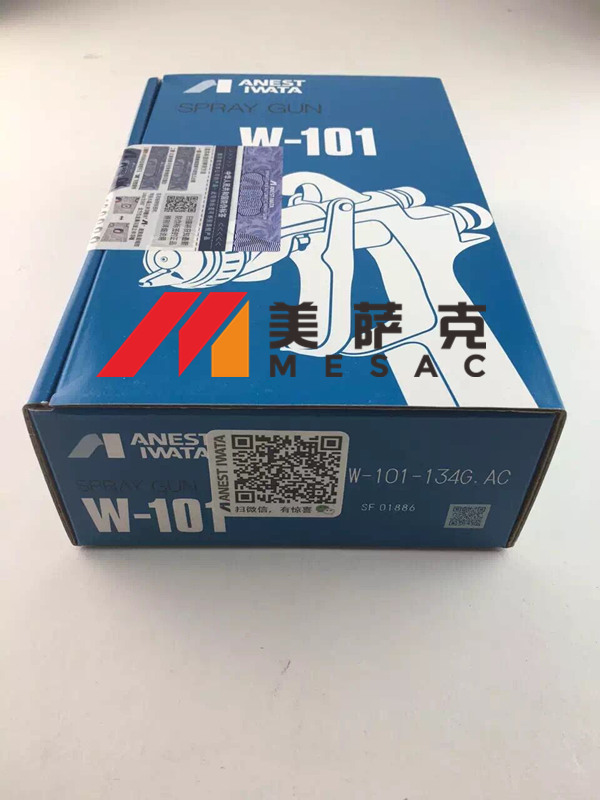 ANEST
IWATA
SPRAY GUN
W-101
美萨克
MESAC
ANEST
IWATA
SPRAY GUN
W-101
ANEST IWATA
扫微信，有惊喜
W-101-134G.AC
SF 01886